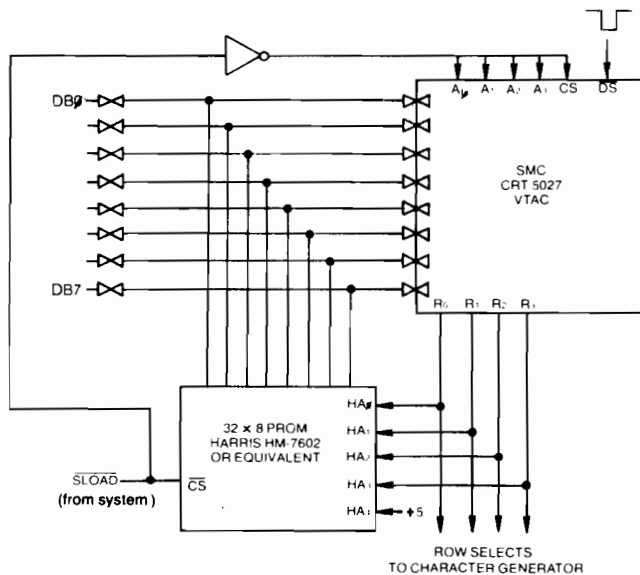 A0 A1 A2 A3 CS DS
DB0
SMC
CRT 5027
VTAC
DB7
R0 R1 R2 R3
32 × 8 PROM
HARRIS HM-7602
OR EQUIVALENT
HA0
HA1
HA2
HA3
SLOAD
(from system)
CS
+5
ROW SELECTS
TO CHARACTER GENERATOR